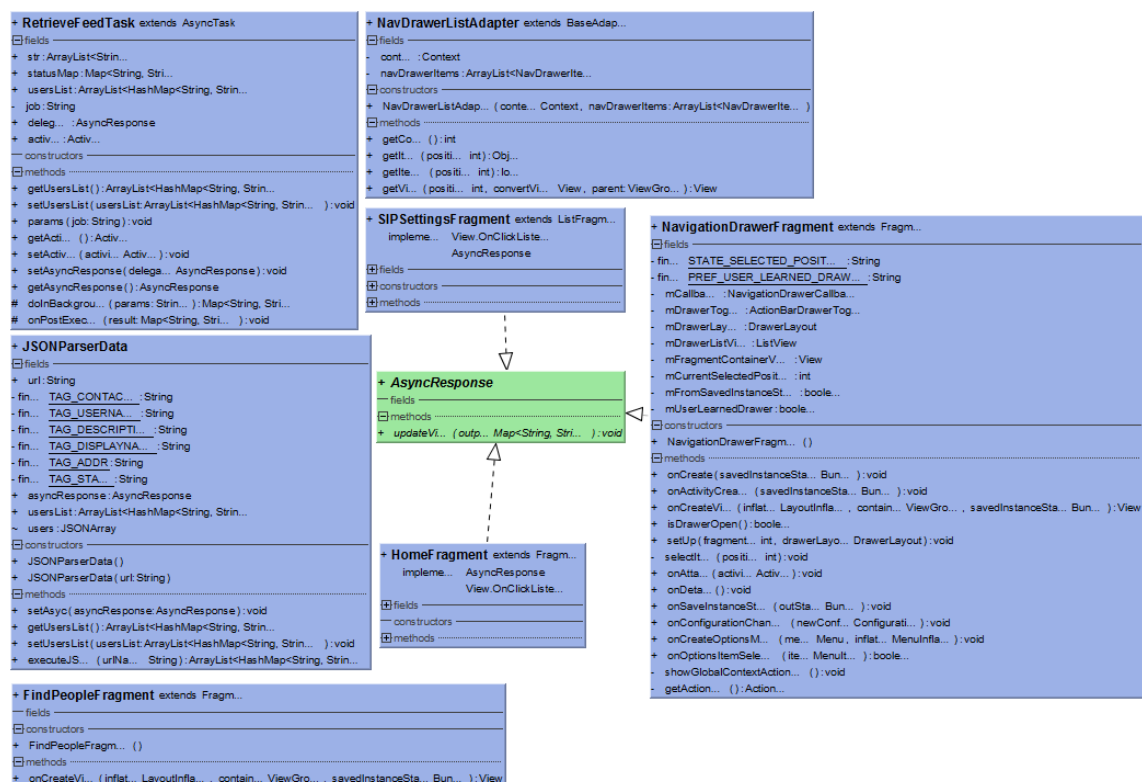 + RetrieveFeedTask extends AsyncTask
fields
+ str:ArrayList<Strin...
+ statusMap:Map<String, Stri...
+ usersList:ArrayList<HashMap<String, Strin...
- job:String
+ deleg... :AsyncResponse
+ activ... :Activ...
constructors
methods
+ getUsersList():ArrayList<HashMap<String, Strin...
+ setUsersList(usersList:ArrayList<HashMap<String, Strin... ):void
+ params(job:String):void
+ getActi... ():Activ...
+ setActiv... (activi... Activ... ):void
+ setAsyncResponse(delega... AsyncResponse):void
+ getAsyncResponse():AsyncResponse
# doInBackgrou... (params:Strin... ):Map<String, Stri...
# onPostExec... (result:Map<String, Stri... ):void
+ NavDrawerListAdapter extends BaseAdap...
fields
- cont... :Context
- navDrawerItems:ArrayList<NavDrawerIte...
constructors
+ NavDrawerListAdap... (conte... Context, navDrawerItems:ArrayList<NavDrawerIte... )
methods
+ getCo... ():int
+ getIt... (positi... int):Obj...
+ getIte... (positi... int):lo...
+ getVi... (positi... int, convertVi... View, parent:ViewGro... ):View
+ SIPSettingsFragment extends ListFragm...
impleme... View.OnClickListe...
AsyncResponse
fields
constructors
methods
+ NavigationDrawerFragment extends Fragm...
fields
- fin... STATE_SELECTED_POSIT... :String
- fin... PREF_USER_LEARNED_DRAW... :String
- mCallba... :NavigationDrawerCallba...
- mDrawerTog... :ActionBarDrawerTog...
- mDrawerLay... :DrawerLayout
- mDrawerListVi... :ListView
- mFragmentContainerV... :View
- mCurrentSelectedPosit... :int
- mFromSavedInstanceSt... :boole...
- mUserLearnedDrawer:boole...
constructors
+ NavigationDrawerFragm... ()
methods
+ onCreate(savedInstanceSta... Bun... ):void
+ onActivityCrea... (savedInstanceSta... Bun... ):void
+ onCreateVi... (inflat... LayoutInfla... , contain... ViewGro... , savedInstanceSta... Bun... ):View
+ isDrawerOpen():boole...
+ setUp(fragment... int, drawerLayo... DrawerLayout):void
- selectIt... (positi... int):void
+ onAtta... (activi... Activ... ):void
+ onDeta... ():void
+ onSaveInstanceSt... (outSta... Bun... ):void
+ onConfigurationChan... (newConf... Configurati... ):void
+ onCreateOptionsM... (me... Menu, inflat... MenuInfla... ):void
+ onOptionsItemSele... (ite... MenuIt... ):boole...
- showGlobalContextAction... ():void
- getAction... ():Action...
+ JSONParserData
fields
+ url:String
- fin... TAG_CONTAC... :String
- fin... TAG_USERNA... :String
- fin... TAG_DESCRIPTI... :String
- fin... TAG_DISPLAYNA... :String
- fin... TAG_ADDR:String
- fin... TAG_STA... :String
+ asyncResponse:AsyncResponse
+ usersList:ArrayList<HashMap<String, Strin...
~ users:JSONArray
constructors
+ JSONParserData()
+ JSONParserData(url:String)
methods
+ setAsyc(asyncResponse:AsyncResponse):void
+ getUsersList():ArrayList<HashMap<String, Strin...
+ setUsersList(usersList:ArrayList<HashMap<String, Strin... ):void
+ executeJS... (urlNa... String):ArrayList<HashMap<String, Strin...
+ AsyncResponse
fields
methods
+ updateVi... (outp... Map<String, Stri... ):void
+ HomeFragment extends Fragm...
impleme... AsyncResponse
View.OnClickListe...
fields
constructors
methods
+ FindPeopleFragment extends Fragm...
fields
constructors
+ FindPeopleFragm... ()
methods
+ onCreateVi... (inflat... LayoutInfla... , contain... ViewGro... , savedInstanceSta... Bun... ):View